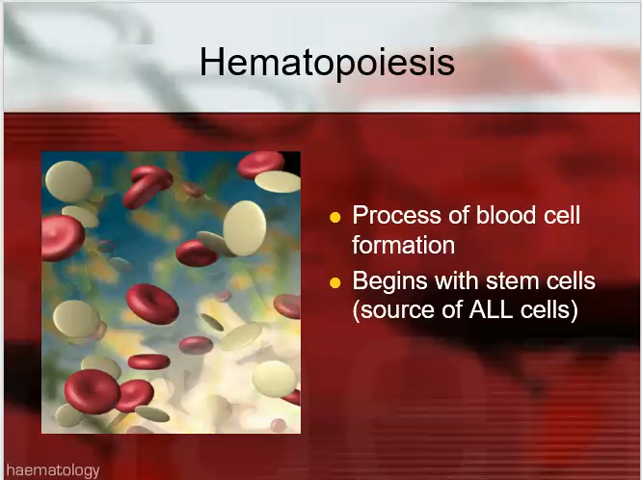 Hematopoiesis
Process of blood cell
formation
Begins with stem cells
(source of ALL cells)
haematology